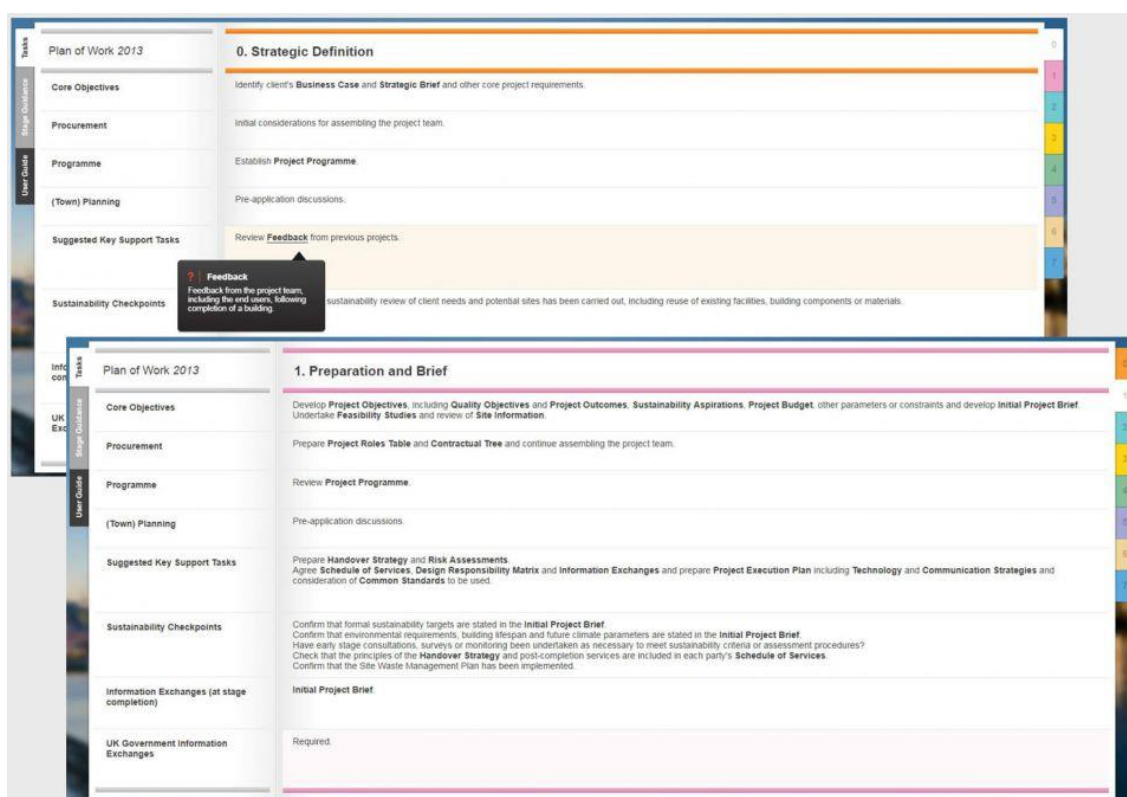 Tasks
Stage Guidance
User Guide
Plan of Work 2013
0. Strategic Definition
Core Objectives
Identify client's Business Case and Strategic Brief and other core project requirements.
Procurement
Initial considerations for assembling the project team.
Programme
Establish Project Programme.
(Town) Planning
Pre-application discussions.
Suggested Key Support Tasks
Review Feedback from previous projects.
? Feedback
Feedback from the project team,
including the end users, following
completion of a building.
Sustainability Checkpoints
sustainability review of client needs and potential sites has been carried out, including reuse of existing facilities, building components or materials.
Info
con
UK
Exc
0
1
2
3
4
5
6
7
Tasks
Stage Guidance
User Guide
Plan of Work 2013
1. Preparation and Brief
Core Objectives
Develop Project Objectives, including Quality Objectives and Project Outcomes, Sustainability Aspirations, Project Budget, other parameters or constraints and develop Initial Project Brief.
Undertake Feasibility Studies and review of Site Information.
Procurement
Prepare Project Roles Table and Contractual Tree and continue assembling the project team.
Programme
Review Project Programme.
(Town) Planning
Pre-application discussions.
Suggested Key Support Tasks
Prepare Handover Strategy and Risk Assessments.
Agree Schedule of Services, Design Responsibility Matrix and Information Exchanges and prepare Project Execution Plan including Technology and Communication Strategies and
consideration of Common Standards to be used.
Sustainability Checkpoints
Confirm that formal sustainability targets are stated in the Initial Project Brief.
Confirm that environmental requirements, building lifespan and future climate parameters are stated in the Initial Project Brief.
Have early stage consultations, surveys or monitoring been undertaken as necessary to meet sustainability criteria or assessment procedures?
Check that the principles of the Handover Strategy and post-completion services are included in each party's Schedule of Services.
Confirm that the Site Waste Management Plan has been implemented.
Information Exchanges (at stage
completion)
Initial Project Brief.
UK Government Information
Exchanges
Required.
0
1
2
3
4
5
6
7